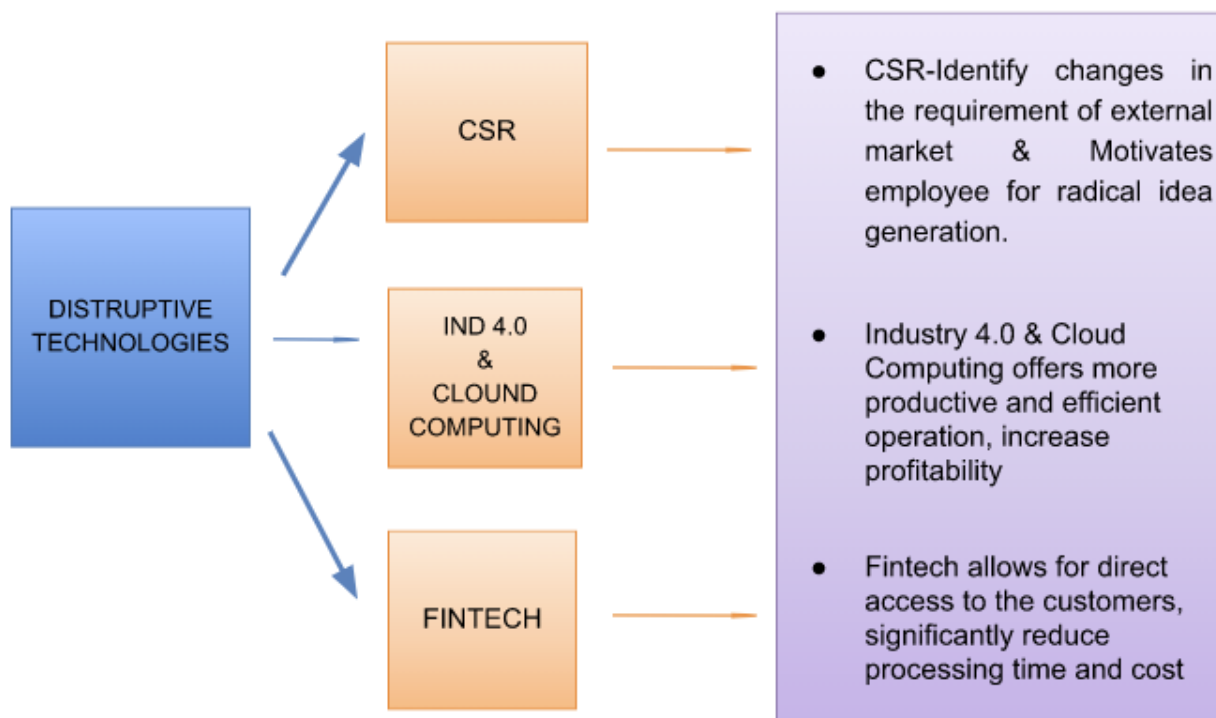 DISTRUPTIVE
TECHNOLOGIES
CSR
IND 4.0
&
CLOUND
COMPUTING
FINTECH
● CSR-Identify changes in
the requirement of external
market & Motivates
employee for radical idea
generation.
● Industry 4.0 & Cloud
Computing offers more
productive and efficient
operation, increase
profitability
● Fintech allows for direct
access to the customers,
significantly reduce
processing time and cost